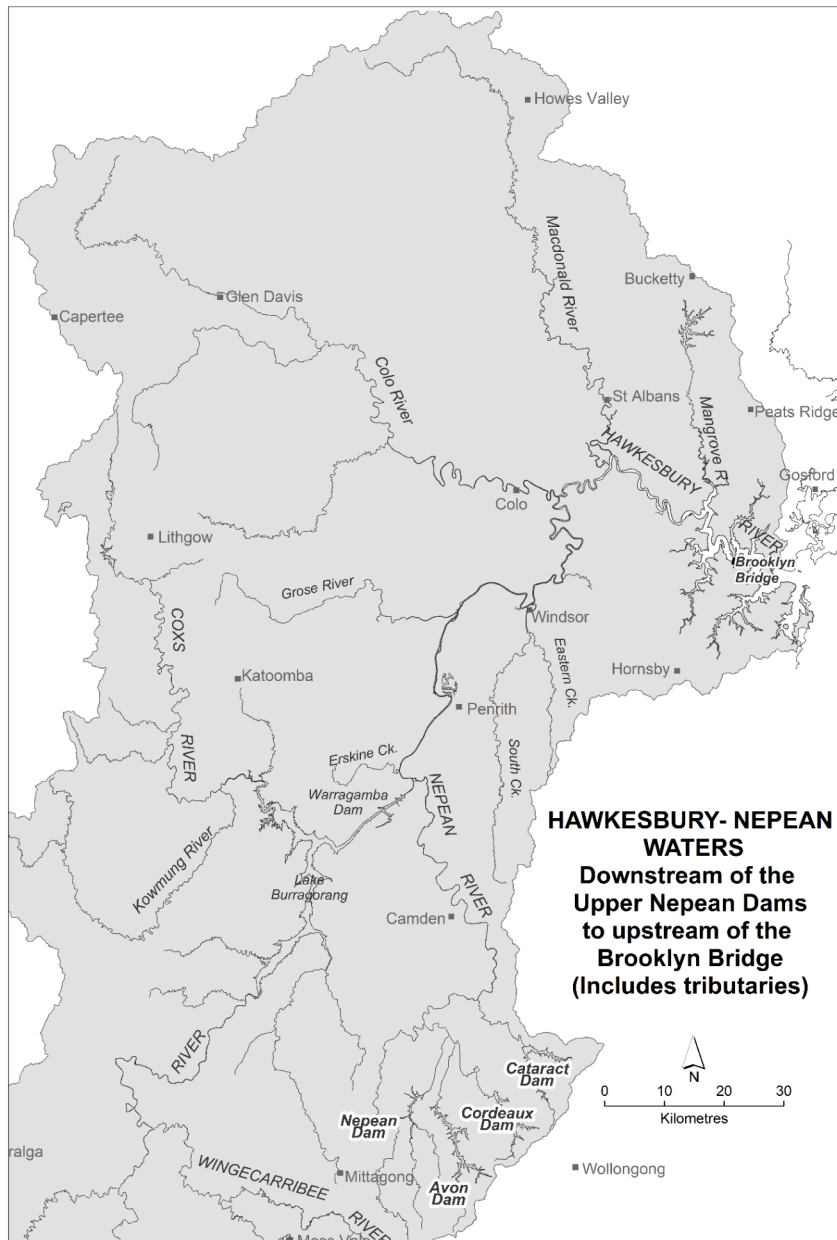 Howes Valley
Macdonald River
Bucketty
Glen Davis
Capertee
Colo River
St Albans
Mangrove R
Peats Ridge
HAWKESBURY
Gosford
Colo
RIVER
Lithgow
Brooklyn
Bridge
Grose River
Windsor
COXS
Eastern Ck.
Hornsby
Katoomba
Penrith
RIVER
South Ck.
Erskine Ck.
NEPEAN
Warragamba
Dam
HAWKESBURY- NEPEAN
WATERS
Downstream of the
Upper Nepean Dams
to upstream of the
Brooklyn Bridge
(Includes tributaries)
Kowmung River
Lake
Burragorang
RIVER
Camden
RIVER
Cataract
Dam
N
0 10 20 30
Kilometres
Nepean
Dam
Cordeaux
Dam
ralga
WINGECARRIBEE
Mittagong
Wollongong
Avon
Dam
RIVER